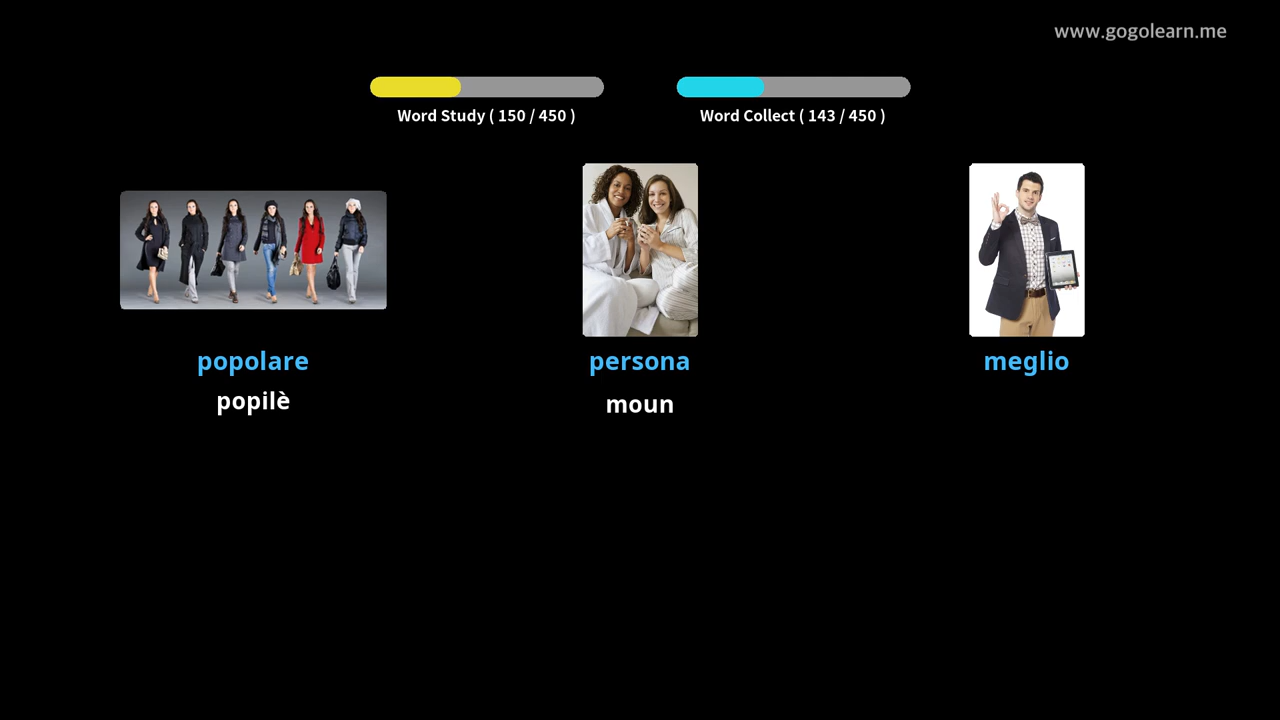 www.gogolearn.me
Word Study ( 150 / 450 )
Word Collect ( 143 / 450 )
popolare
persona
meglio
popilè
moun